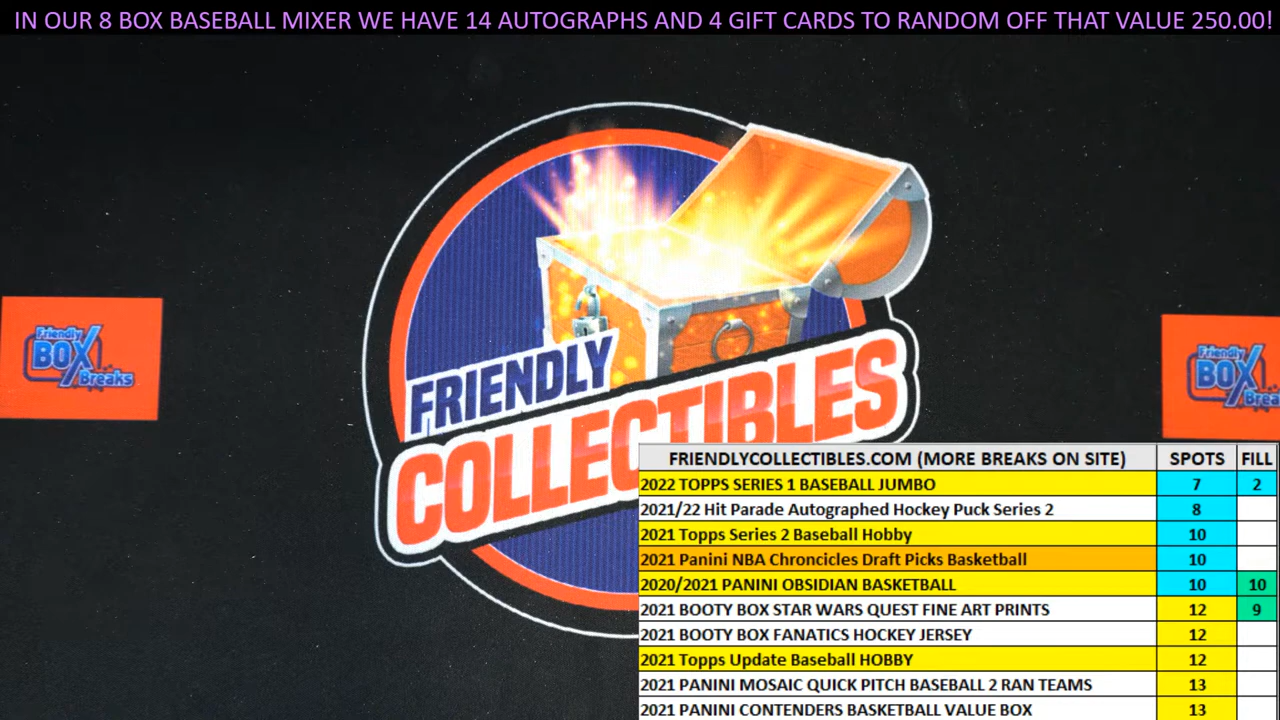 IN OUR 8 BOX BASEBALL MIXER WE HAVE 14 AUTOGRAPHS AND 4 GIFT CARDS TO RANDOM OFF THAT VALUE 250.00!
Friendly
BOX
Breaks
FRIENDLY
COLLECTIBLES
Friendly
BOX
Brea
FRIENDLYCOLLECTIBLES.COM (MORE BREAKS ON SITE) SPOTS FILL
2022 TOPPS SERIES 1 BASEBALL JUMBO 7 2
2021/22 Hit Parade Autographed Hockey Puck Series 2 8
2021 Topps Series 2 Baseball Hobby 10
2021 Panini NBA Chroncicles Draft Picks Basketball 10
2020/2021 PANINI OBSIDIAN BASKETBALL 10 10
2021 BOOTY BOX STAR WARS QUEST FINE ART PRINTS 12 9
2021 BOOTY BOX FANATICS HOCKEY JERSEY 12
2021 Topps Update Baseball HOBBY 12
2021 PANINI MOSAIC QUICK PITCH BASEBALL 2 RAN TEAMS 13
2021 PANINI CONTENDERS BASKETBALL VALUE BOX 13